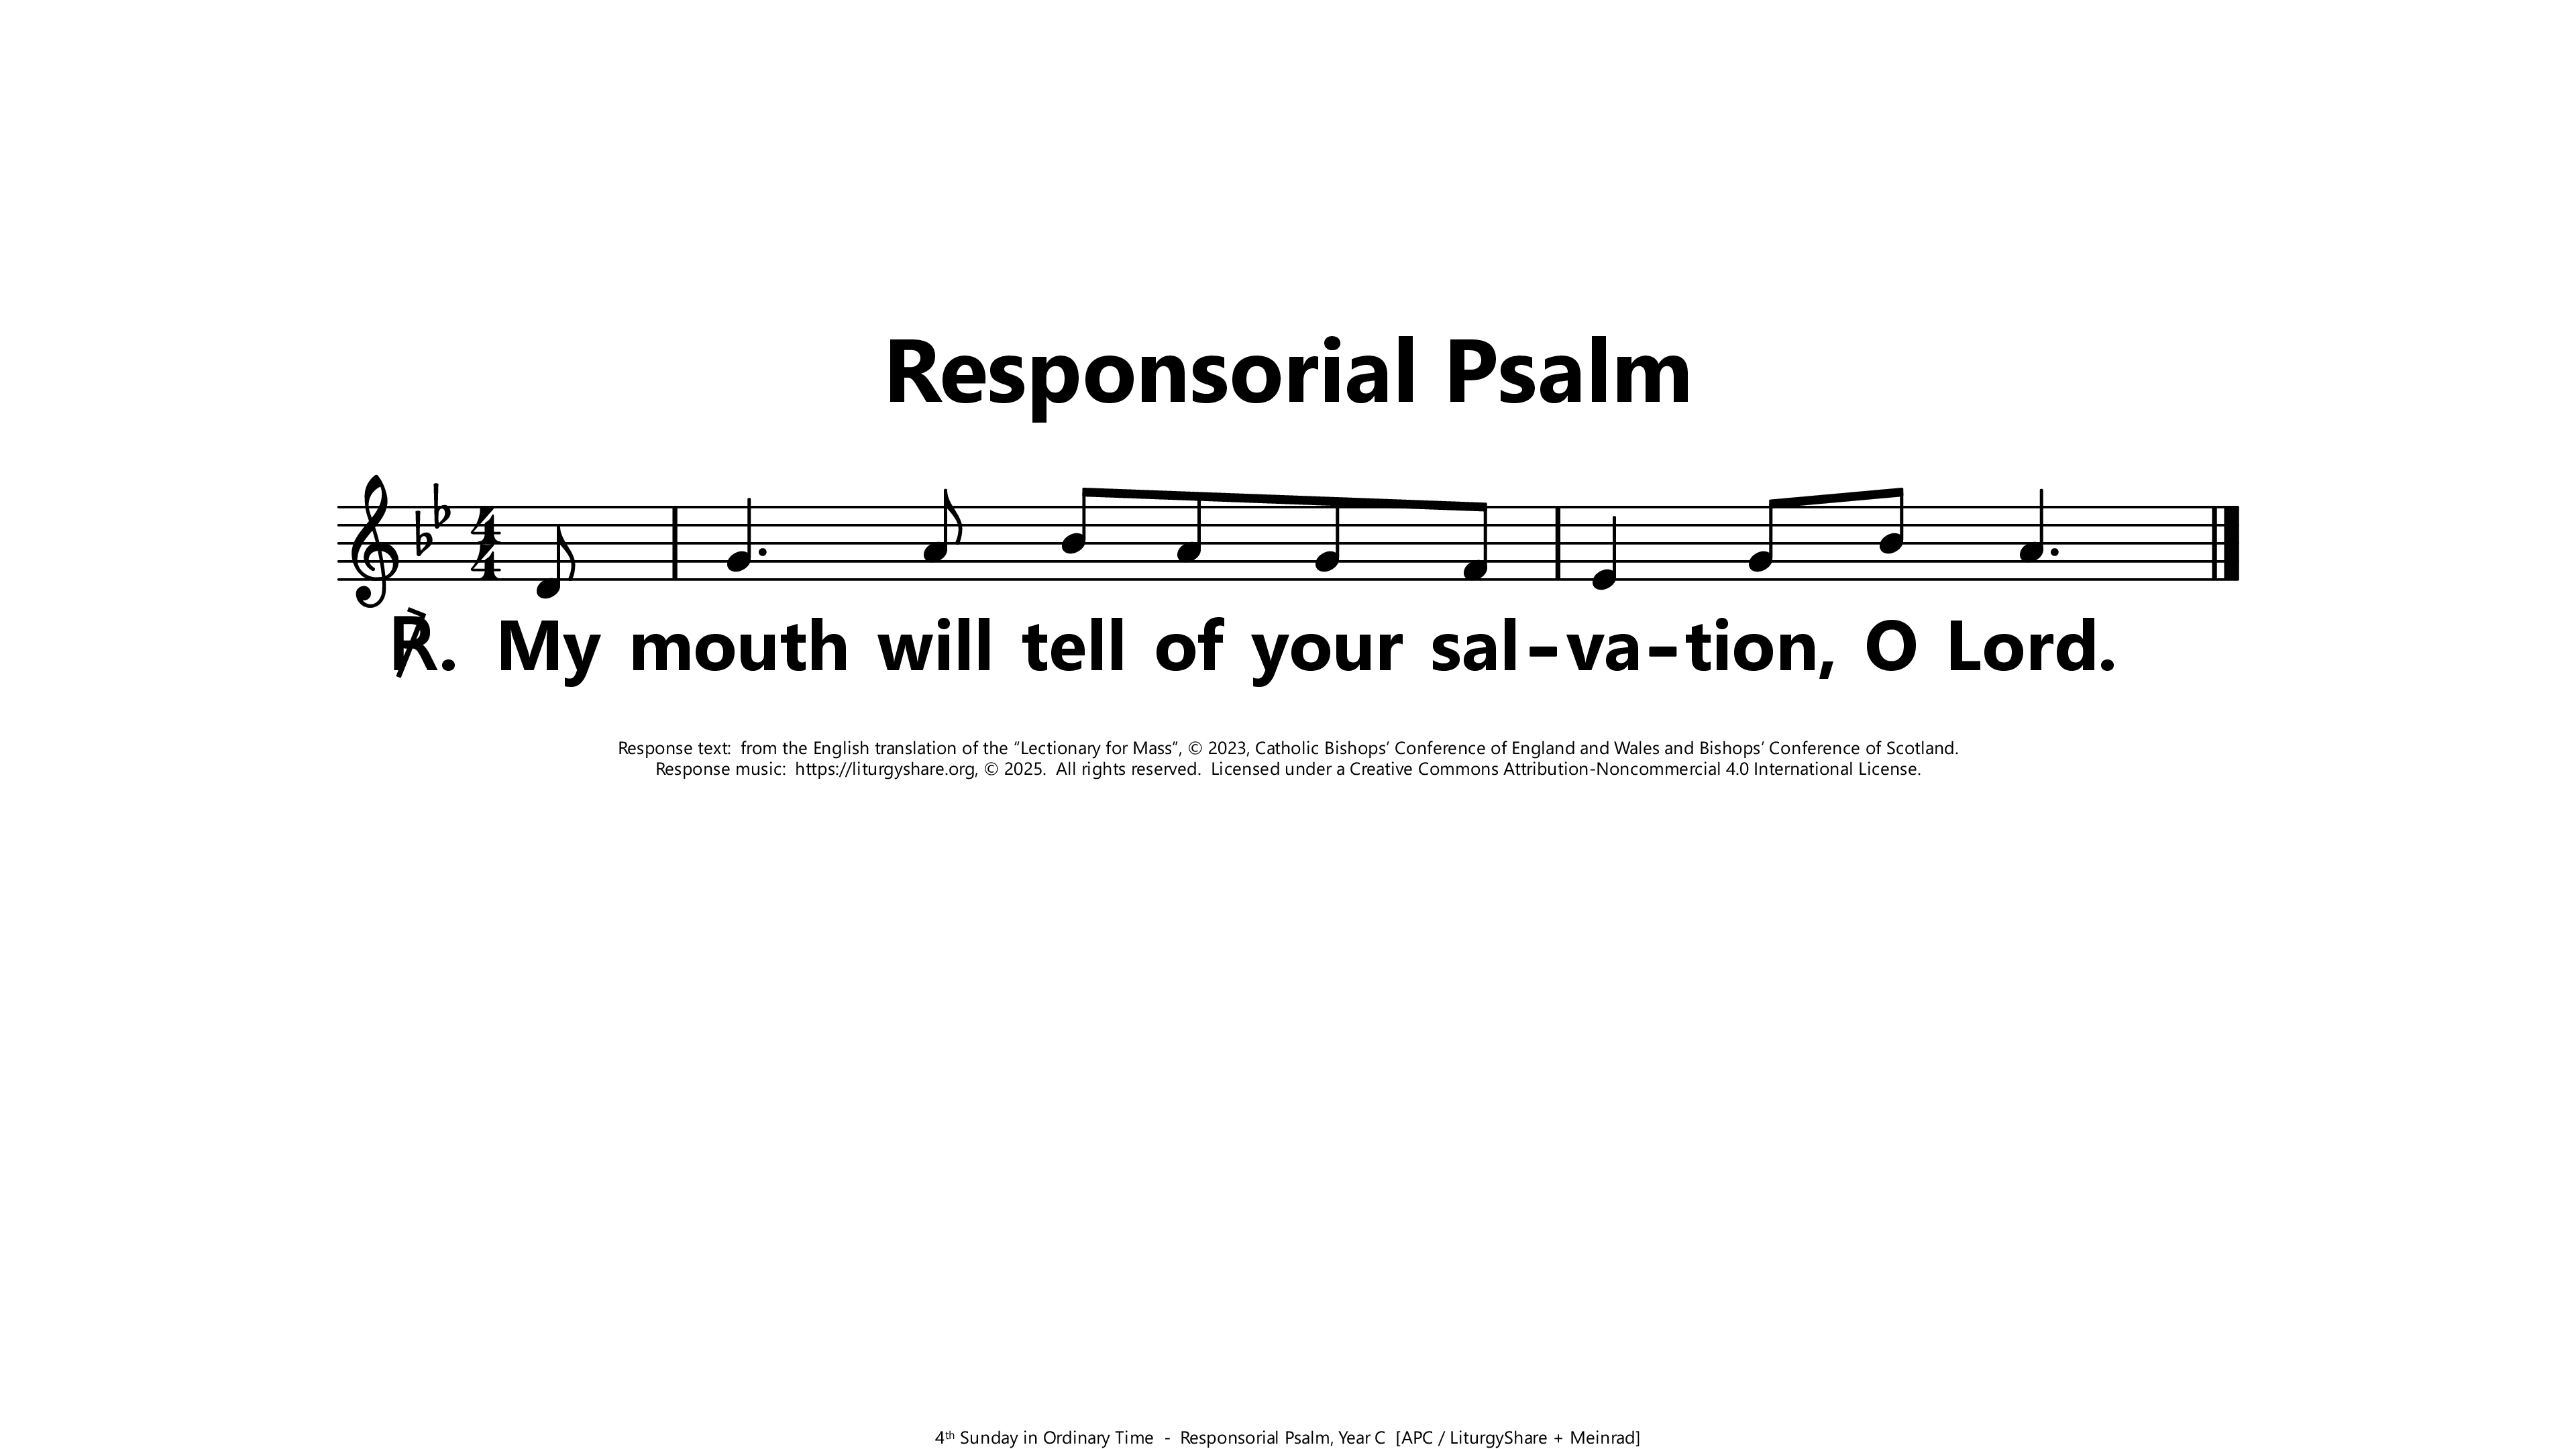 Responsorial Psalm
℟. My mouth will tell of your sal-va-tion, O Lord.
Response text: from the English translation of the “Lectionary for Mass”, © 2023, Catholic Bishops’ Conference of England and Wales and Bishops’ Conference of Scotland.
Response music: https://liturgyshare.org, © 2025. All rights reserved. Licensed under a Creative Commons Attribution-Noncommercial 4.0 International License.
4th Sunday in Ordinary Time - Responsorial Psalm, Year C [APC / LiturgyShare + Meinrad]